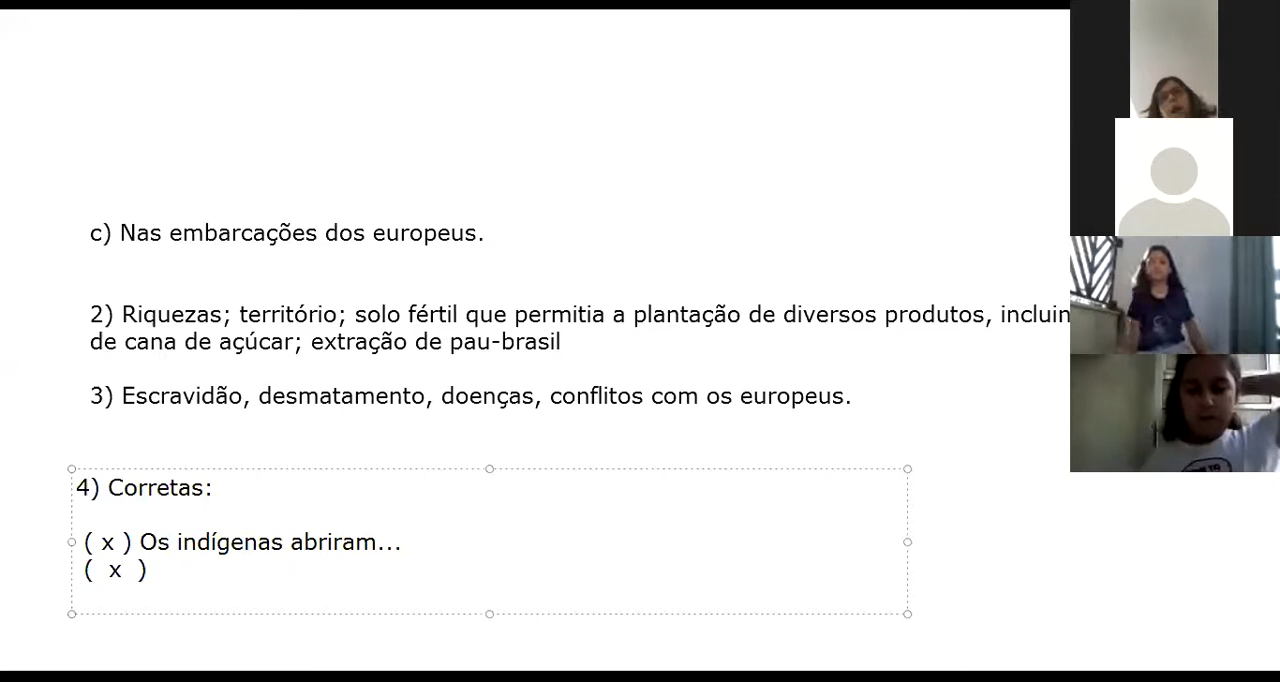 c) Nas embarcações dos europeus.
2) Riquezas; território; solo fértil que permitia a plantação de diversos produtos,
de cana de açúcar; extração de pau-brasil
3) Escravidão, desmatamento, doenças, conflitos com os europeus.
4) Corretas:
( x ) Os indígenas abriram...
( x )